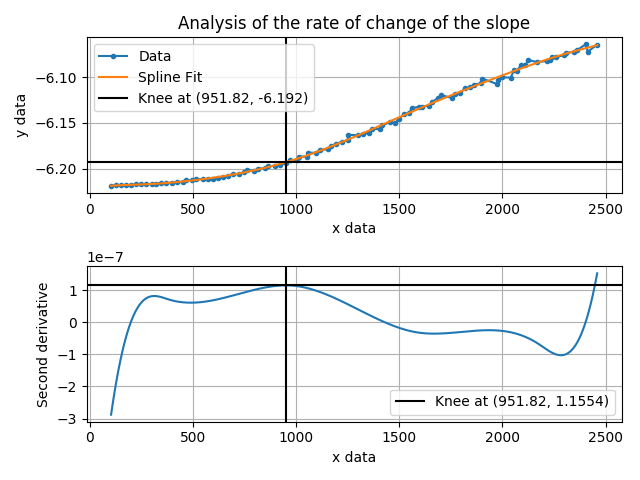 Analysis of the rate of change of the slope
Data
Spline Fit
Knee at (951.82, -6.192)
y data
−6.10
−6.15
−6.20
0 500 1000 1500 2000 2500
x data
1e−7
Second derivative
1
0
−1
−2
−3
Knee at (951.82, 1.1554)
0 500 1000 1500 2000 2500
x data